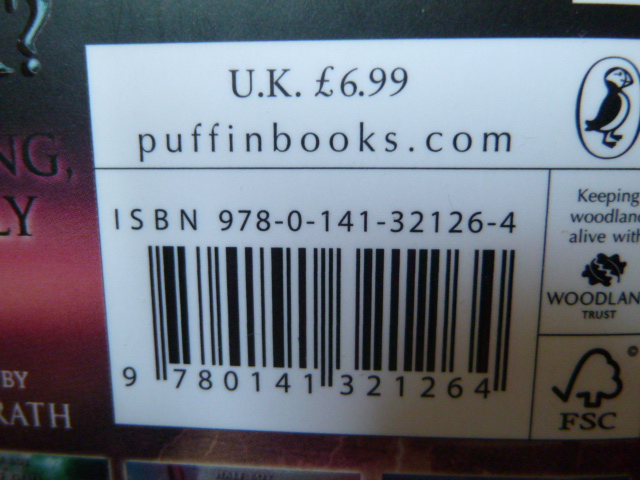 ?
U.K. £6.99
puffinbooks.com
NG,
LY
ISBN 978-0-141-32126-4
9 780141 321264
Keeping
woodland
alive with
WOODLAN
TRUST
BY
RATH
©
FSC